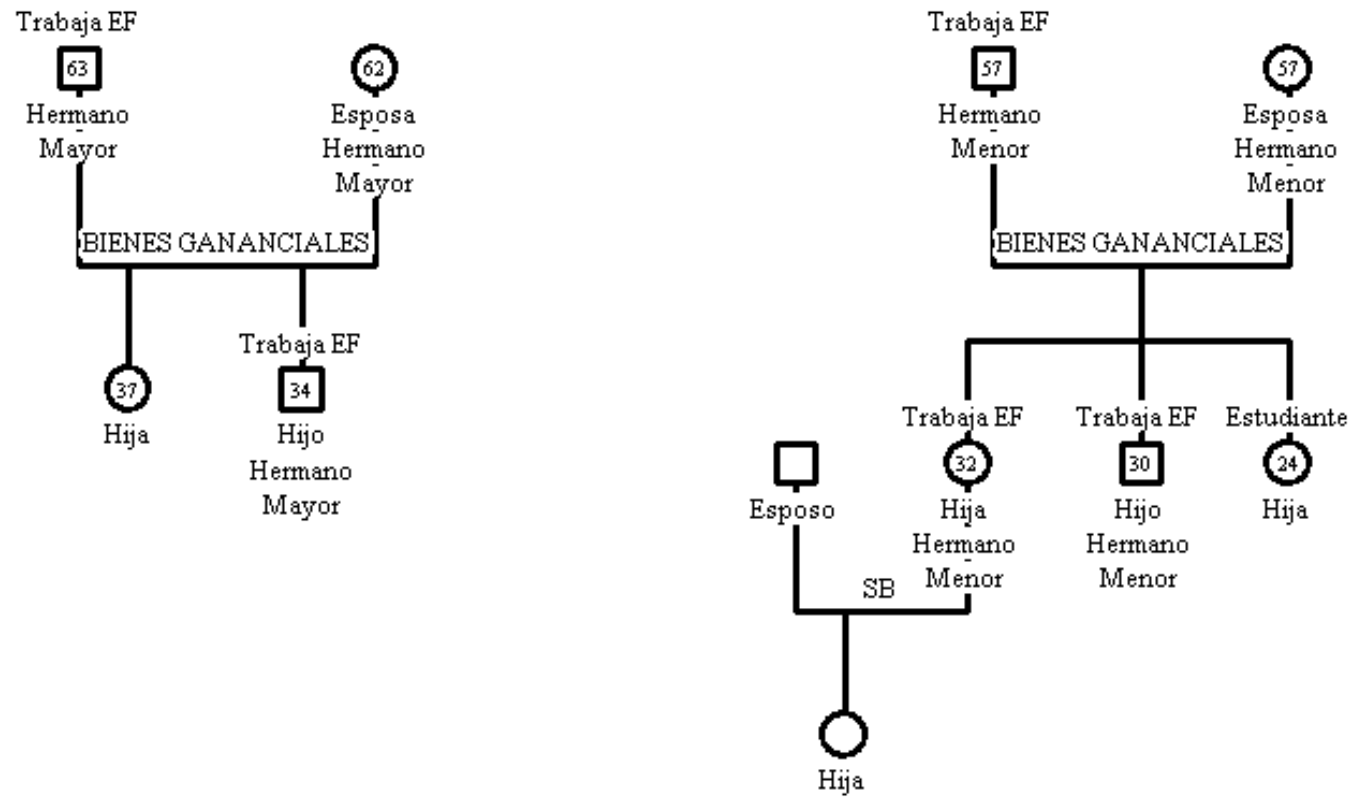 Trabaja EF
63
Hermano
Mayor
62
Esposa
Hermano
Mayor
BIENES GANANCIALES
37
Hija
Trabaja EF
34
Hijo
Hermano
Mayor
Trabaja EF
57
Hermano
Menor
57
Esposa
Hermano
Menor
BIENES GANANCIALES
Esposo
Trabaja EF
32
Hija
Hermano
Menor
Trabaja EF
30
Hijo
Hermano
Menor
Estudiante
24
Hija
SB
Hija